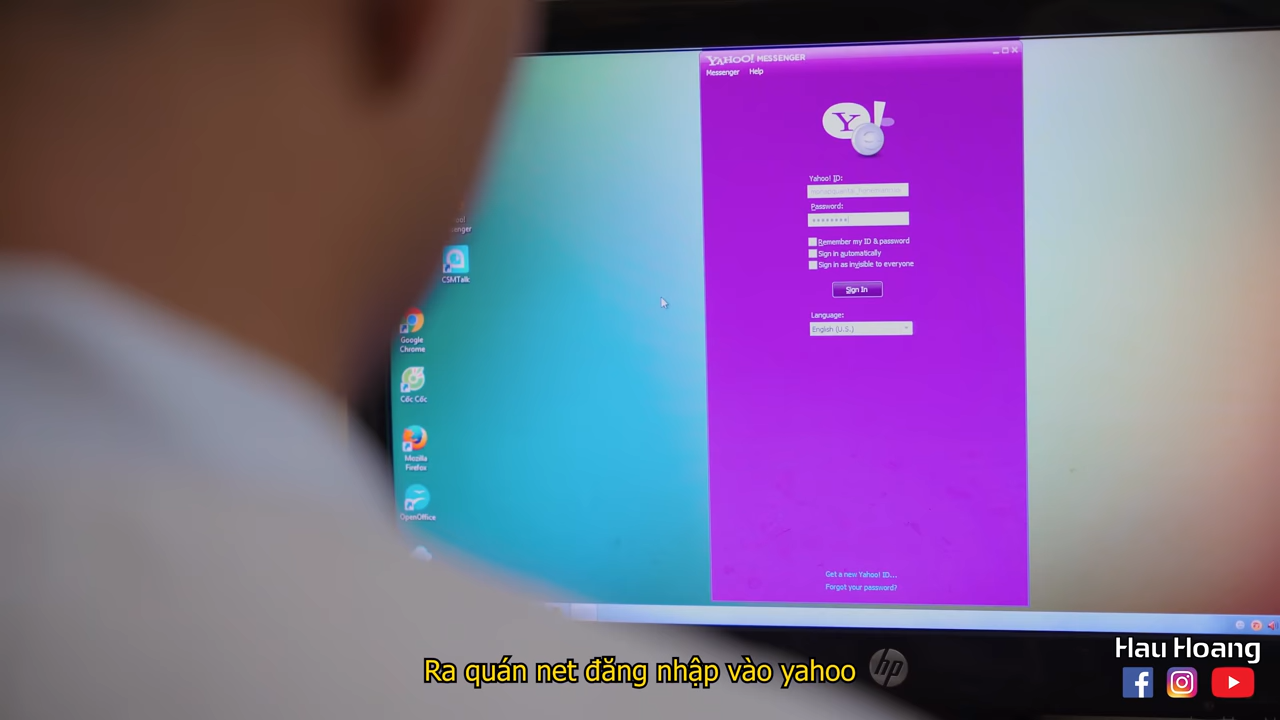 YAHOO! MESSENGER
Messenger Help
Y!
Yahoo! ID:
Password:
Remember my ID & password
Sign in automatically
Sign in as invisible to everyone
Sign In
Language:
English (U.S.)
Get a new Yahoo! ID...
Forgot your password?
CSMTalk
Google
Chrome
Cốc Cốc
Mozilla
Firefox
OpenOffice
hp
Ra quán net đăng nhập vào yahoo
Hau Hoang